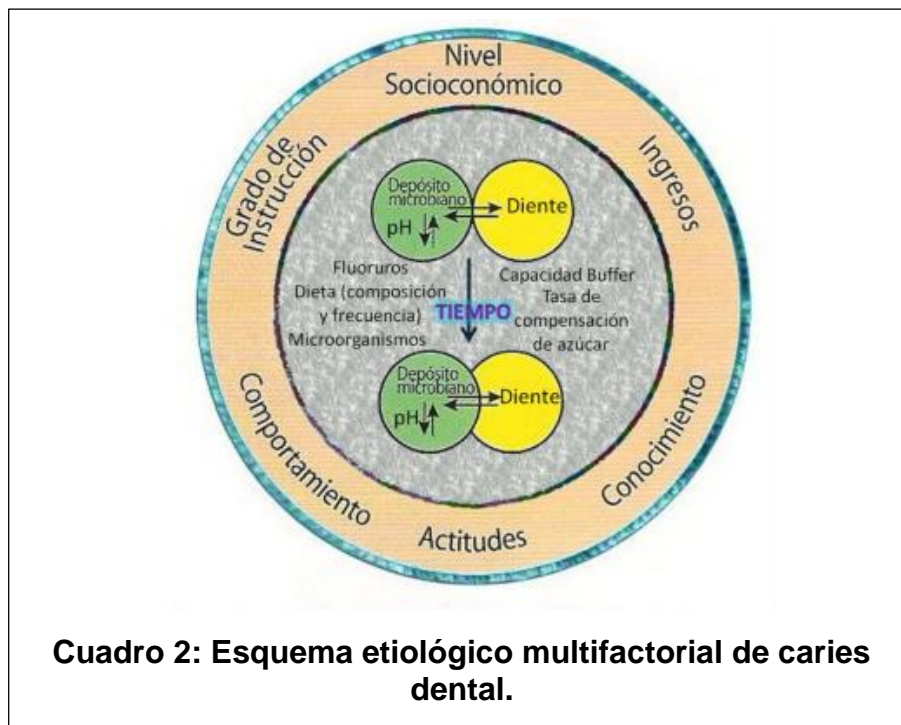 Nivel
Socioconómico
Grado de
Instrucción
Ingresos
Depósito
microbiano
pH
Diente
Fluoruros
Dieta (composición
y frecuencia)
Microorganismos
TIEMPO
Capacidad Buffer
Tasa de
compensación
de azúcar
Depósito
microbiano
pH
Diente
Comportamiento
Actitudes
Conocimiento
Cuadro 2: Esquema etiológico multifactorial de caries
dental.